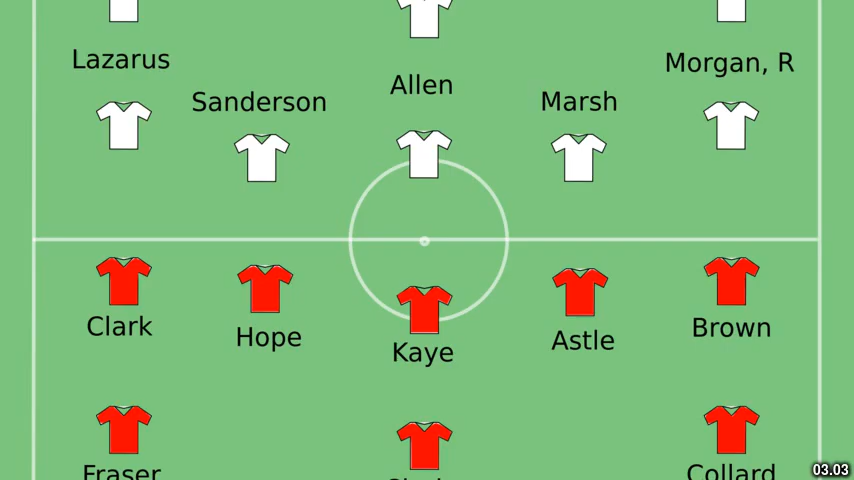 Lazarus
Allen
Morgan, R
Sanderson
Marsh
Clark
Hope
Kaye
Astle
Brown
Fraser
Collard
03.03